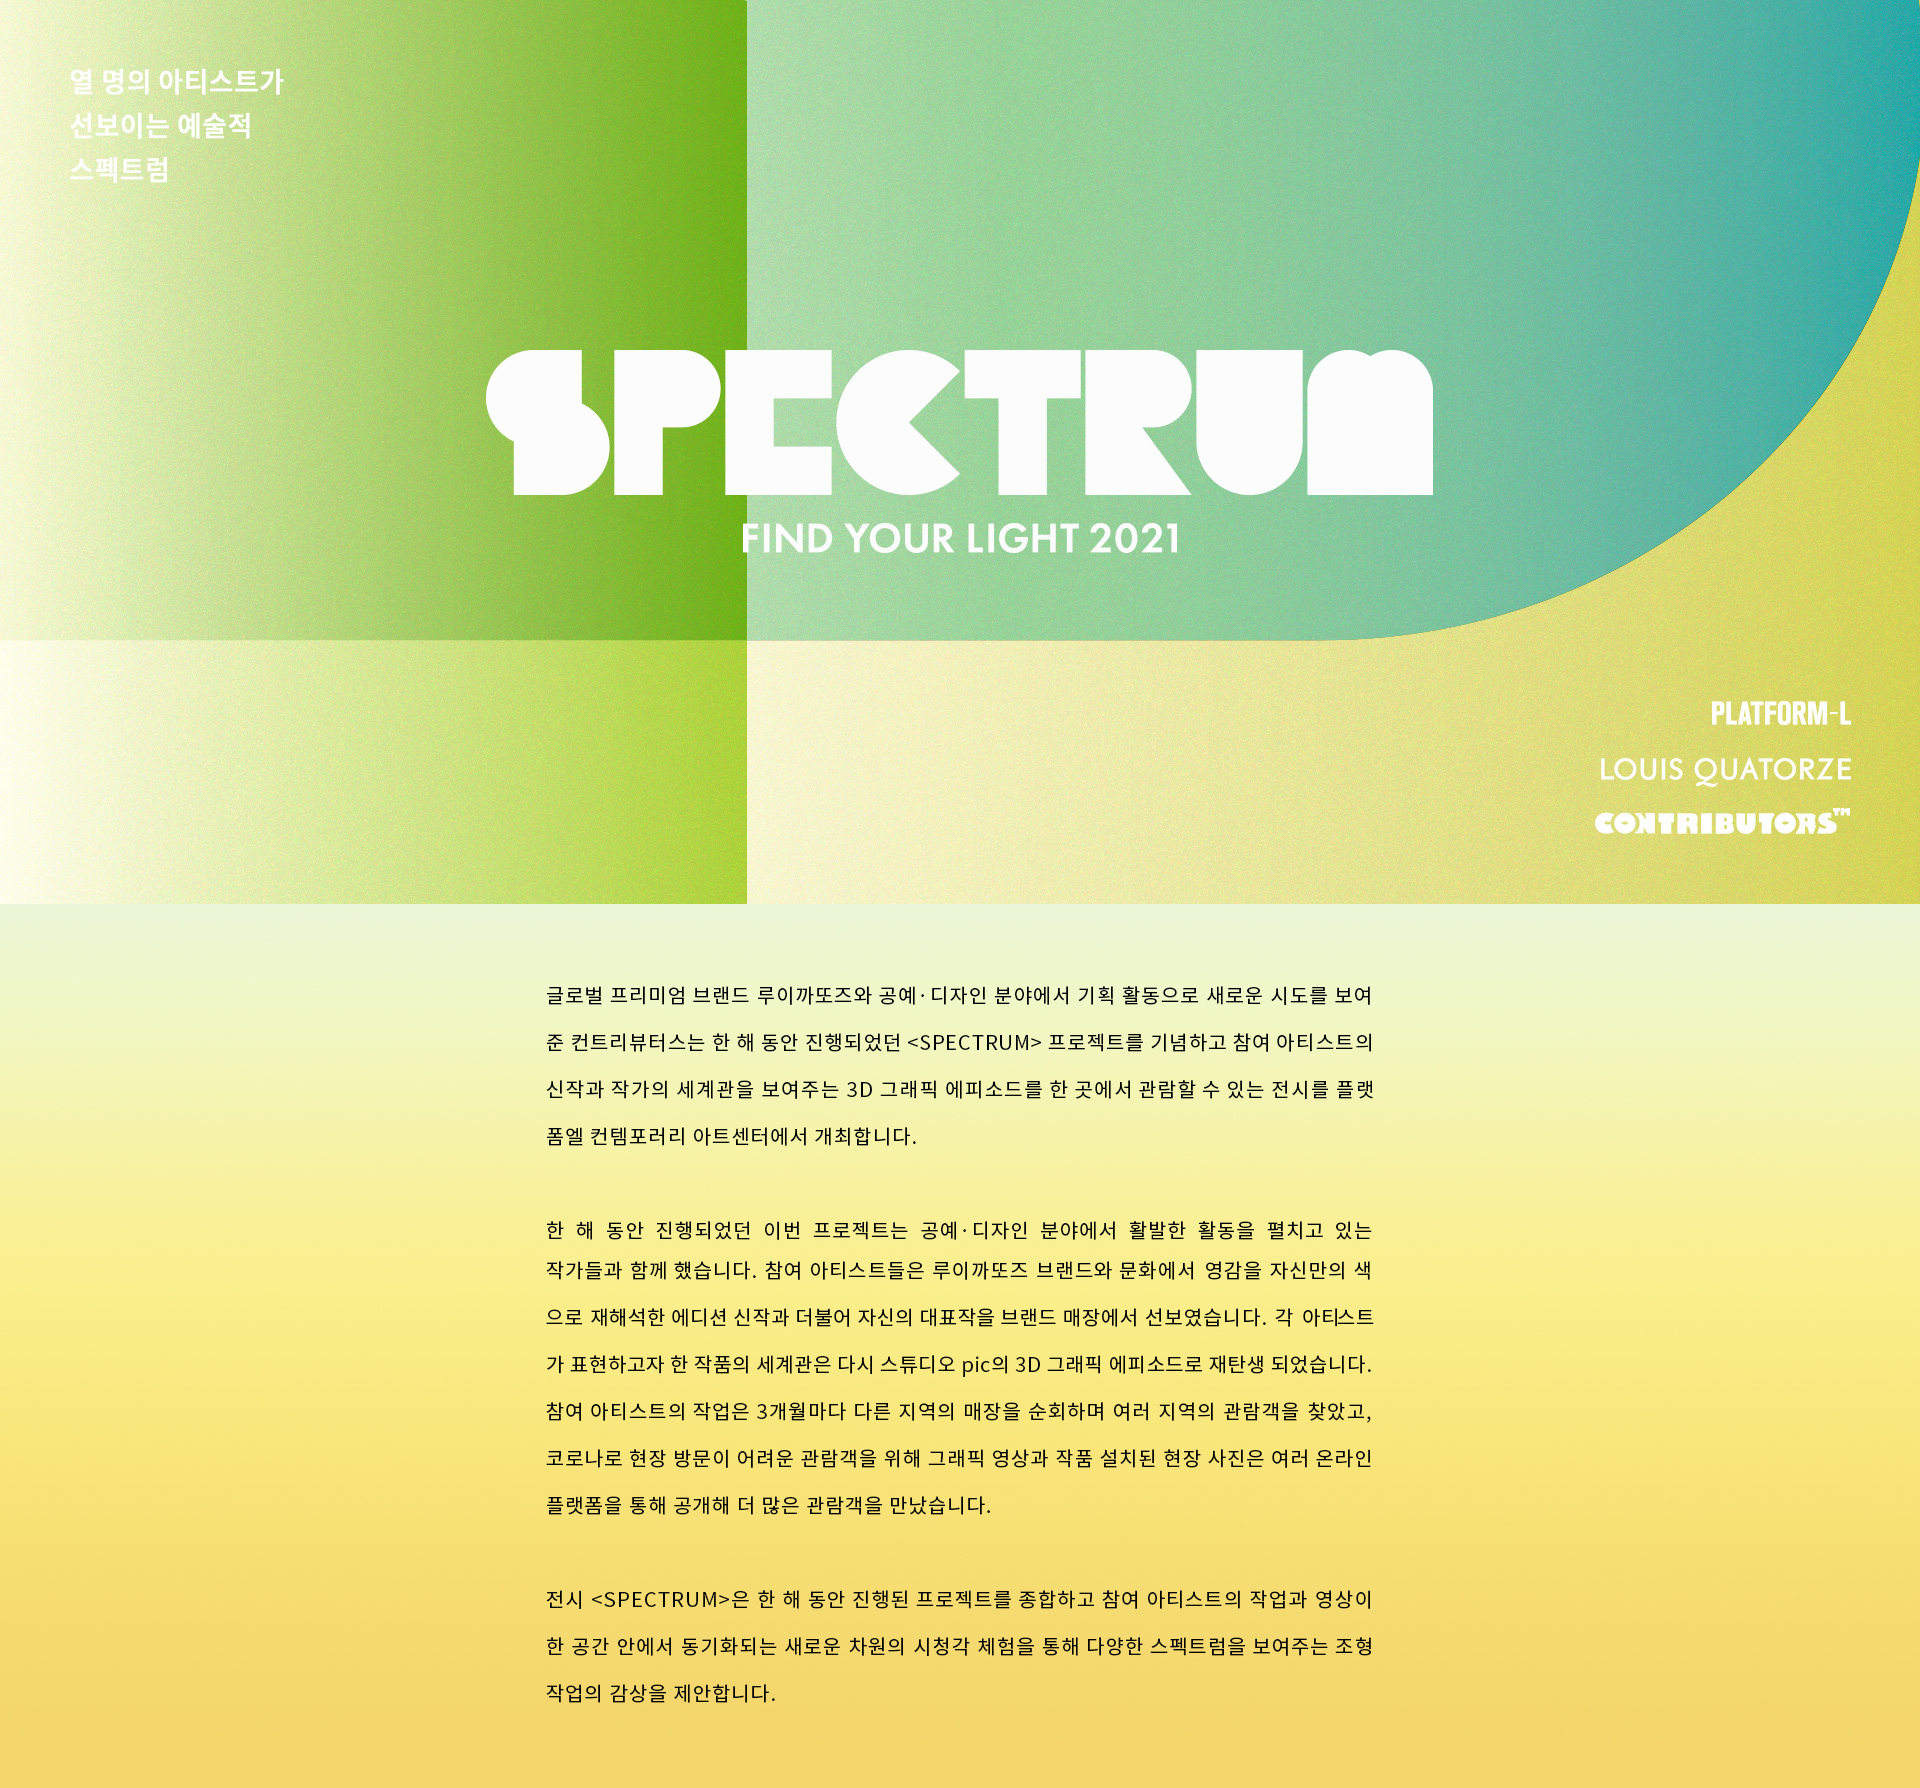 열 명의 아티스트가
선보이는 예술적
스펙트럼
SPECTRUM
FIND YOUR LIGHT 2021
PLATFORM-L
LOUIS QUATORZE
CONTRIBUTORS™
글로벌 프리미엄 브랜드 루이까또즈와 공예·디자인 분야에서 기획 활동으로 새로운 시도를 보여
준 컨트리뷰터스는 한 해 동안 진행되었던 <SPECTRUM> 프로젝트를 기념하고 참여 아티스트의
신작과 작가의 세계관을 보여주는 3D 그래픽 에피소드를 한 곳에서 관람할 수 있는 전시를 플랫
폼엘 컨템포러리 아트센터에서 개최합니다.
한 해 동안 진행되었던 이번 프로젝트는 공예·디자인 분야에서 활발한 활동을 펼치고 있는
작가들과 함께 했습니다. 참여 아티스트들은 루이까또즈 브랜드와 문화에서 영감을 자신만의 색
으로 재해석한 에디션 신작과 더불어 자신의 대표작을 브랜드 매장에서 선보였습니다. 각 아티스트
가 표현하고자 한 작품의 세계관은 다시 스튜디오 pic의 3D 그래픽 에피소드로 재탄생 되었습니다.
참여 아티스트의 작업은 3개월마다 다른 지역의 매장을 순회하며 여러 지역의 관람객을 찾았고,
코로나로 현장 방문이 어려운 관람객을 위해 그래픽 영상과 작품 설치된 현장 사진은 여러 온라인
플랫폼을 통해 공개해 더 많은 관람객을 만났습니다.
전시 <SPECTRUM>은 한 해 동안 진행된 프로젝트를 종합하고 참여 아티스트의 작업과 영상이
한 공간 안에서 동기화되는 새로운 차원의 시청각 체험을 통해 다양한 스펙트럼을 보여주는 조형
작업의 감상을 제안합니다.